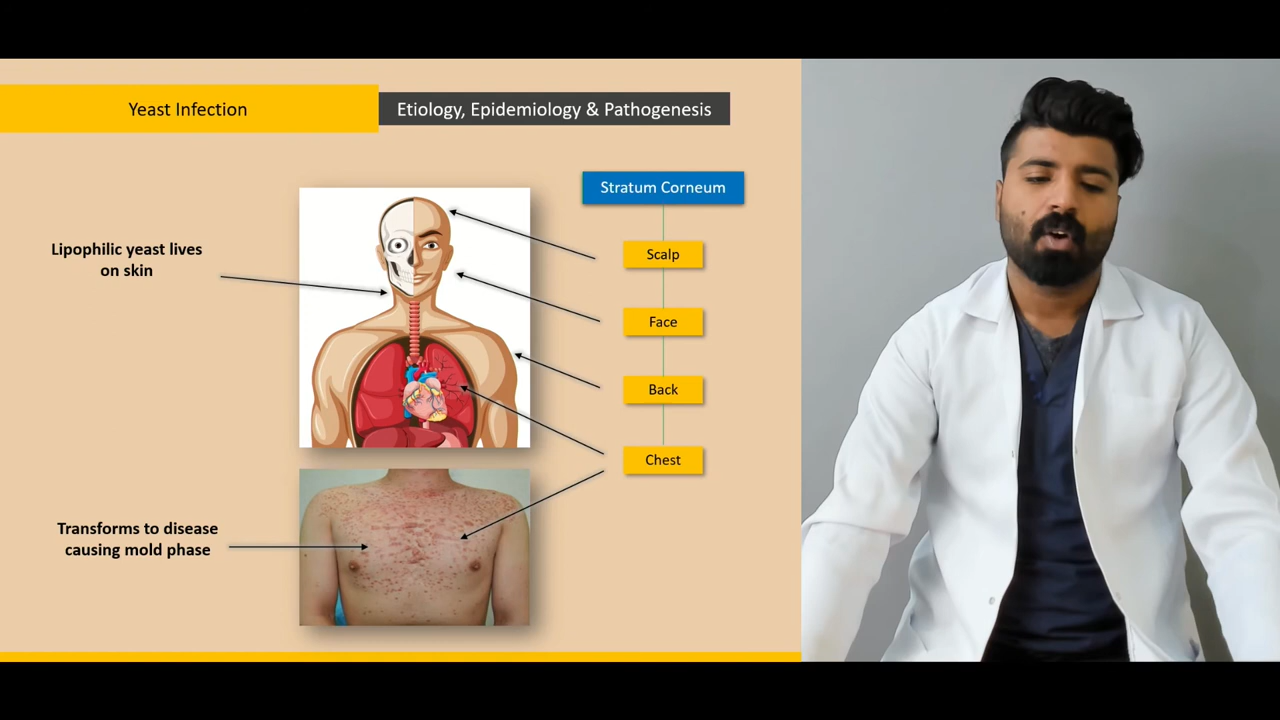 Yeast Infection
Etiology, Epidemiology & Pathogenesis
Stratum Corneum
Lipophilic yeast lives
on skin
Scalp
Face
Back
Chest
Transforms to disease
causing mold phase